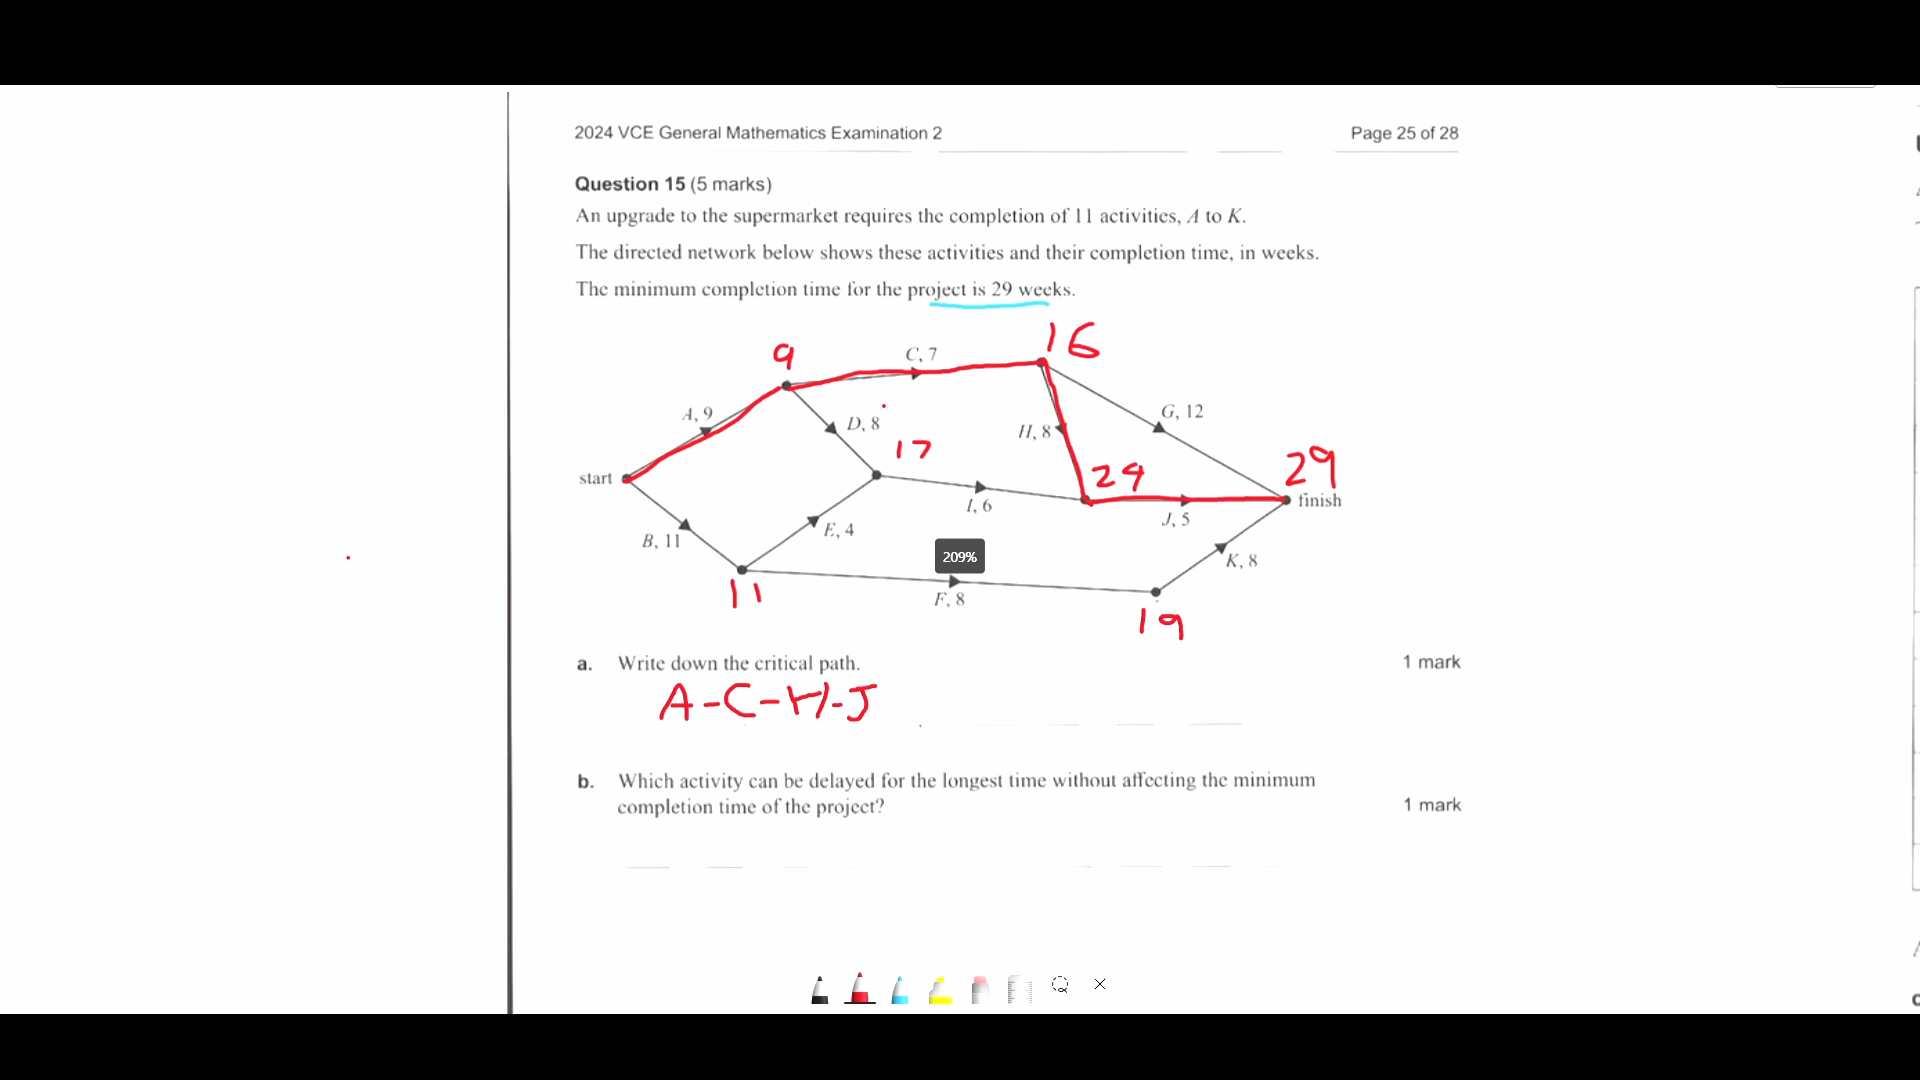 2024 VCE General Mathematics Examination 2 Page 25 of 28
Question 15 (5 marks)
An upgrade to the supermarket requires the completion of 11 activities, A to K.
The directed network below shows these activities and their completion time, in weeks.
The minimum completion time for the project is 29 weeks.
16
9
C, 7
A, 9
G, 12
D, 8
H, 8
17
29
24
start
finish
I, 6
J, 5
E, 4
B, 11
209%
K, 8
F, 8
11
19
a. Write down the critical path. 1 mark
A-C-H-J
b. Which activity can be delayed for the longest time without affecting the minimum
completion time of the project? 1 mark